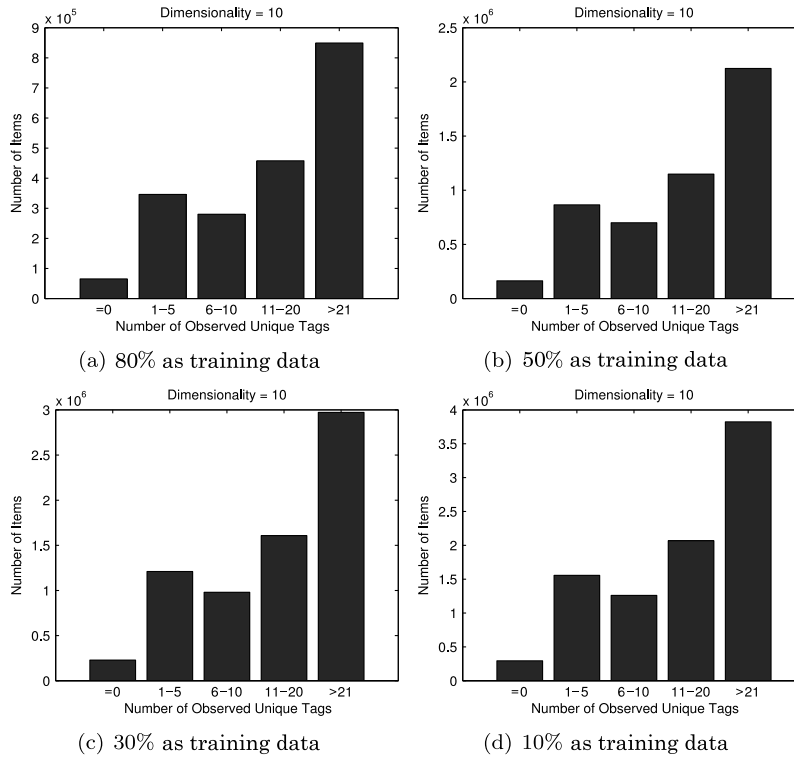 Dimensionality = 10
x 10^5
9
8
7
6
5
4
3
2
1
0
Number of Items
=0 1–5 6–10 11–20 >21
Number of Observed Unique Tags
(a) 80% as training data
Dimensionality = 10
x 10^6
2.5
2
1.5
1
0.5
0
Number of Items
=0 1–5 6–10 11–20 >21
Number of Observed Unique Tags
(b) 50% as training data
Dimensionality = 10
x 10^6
3
2.5
2
1.5
1
0.5
0
Number of Items
=0 1–5 6–10 11–20 >21
Number of Observed Unique Tags
(c) 30% as training data
Dimensionality = 10
x 10^6
4
3.5
3
2.5
2
1.5
1
0.5
0
Number of Items
=0 1–5 6–10 11–20 >21
Number of Observed Unique Tags
(d) 10% as training data